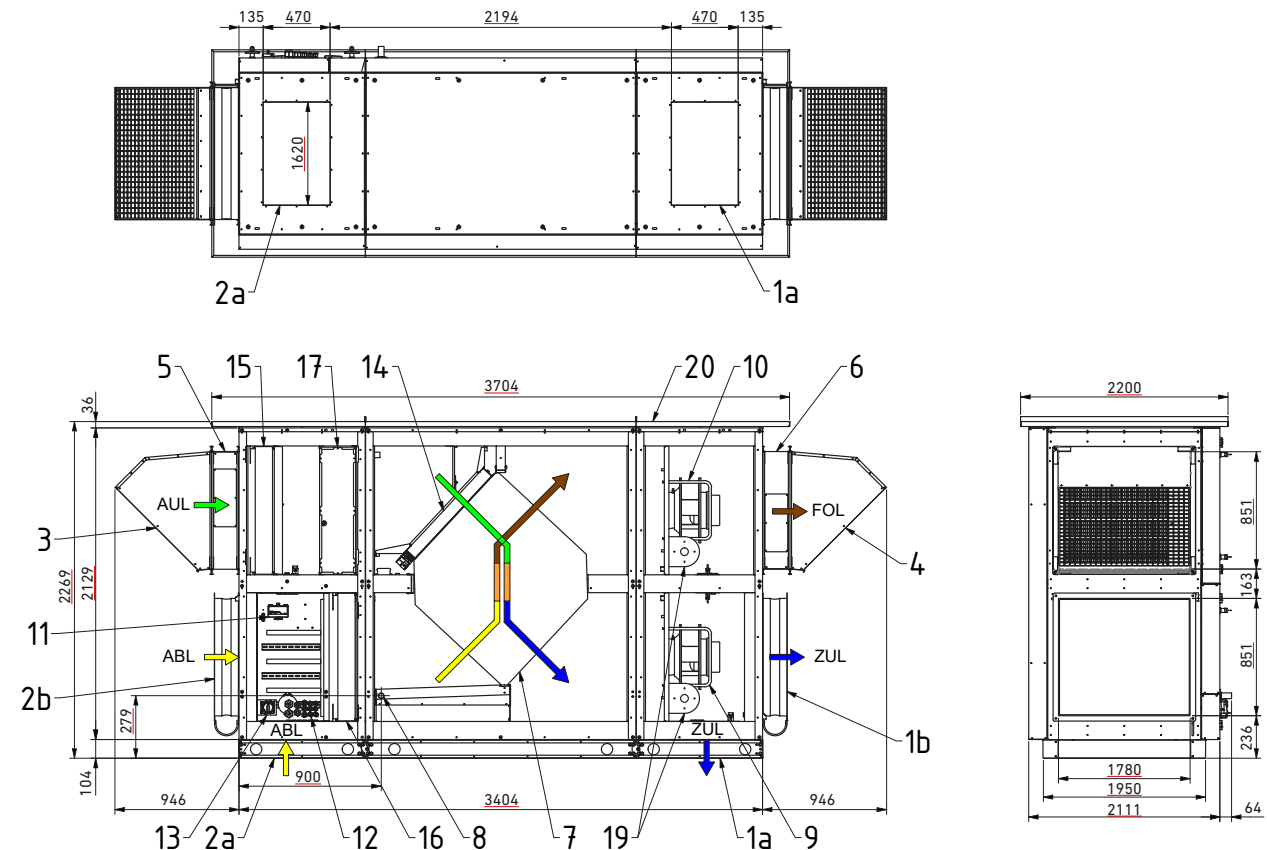 135 470 2194 470 135
1620
2a 1a
5 15 17 14 20 10 6
3704 2200
36
AUL FOL
3 4
851
2269 2129
163
11
ABL ZUL
851
2b
279
ABL ZUL
1b
236
104
900 1780
946 3404 946 1950
2111 64
13 2a 12 16 8 7 19 1a 9